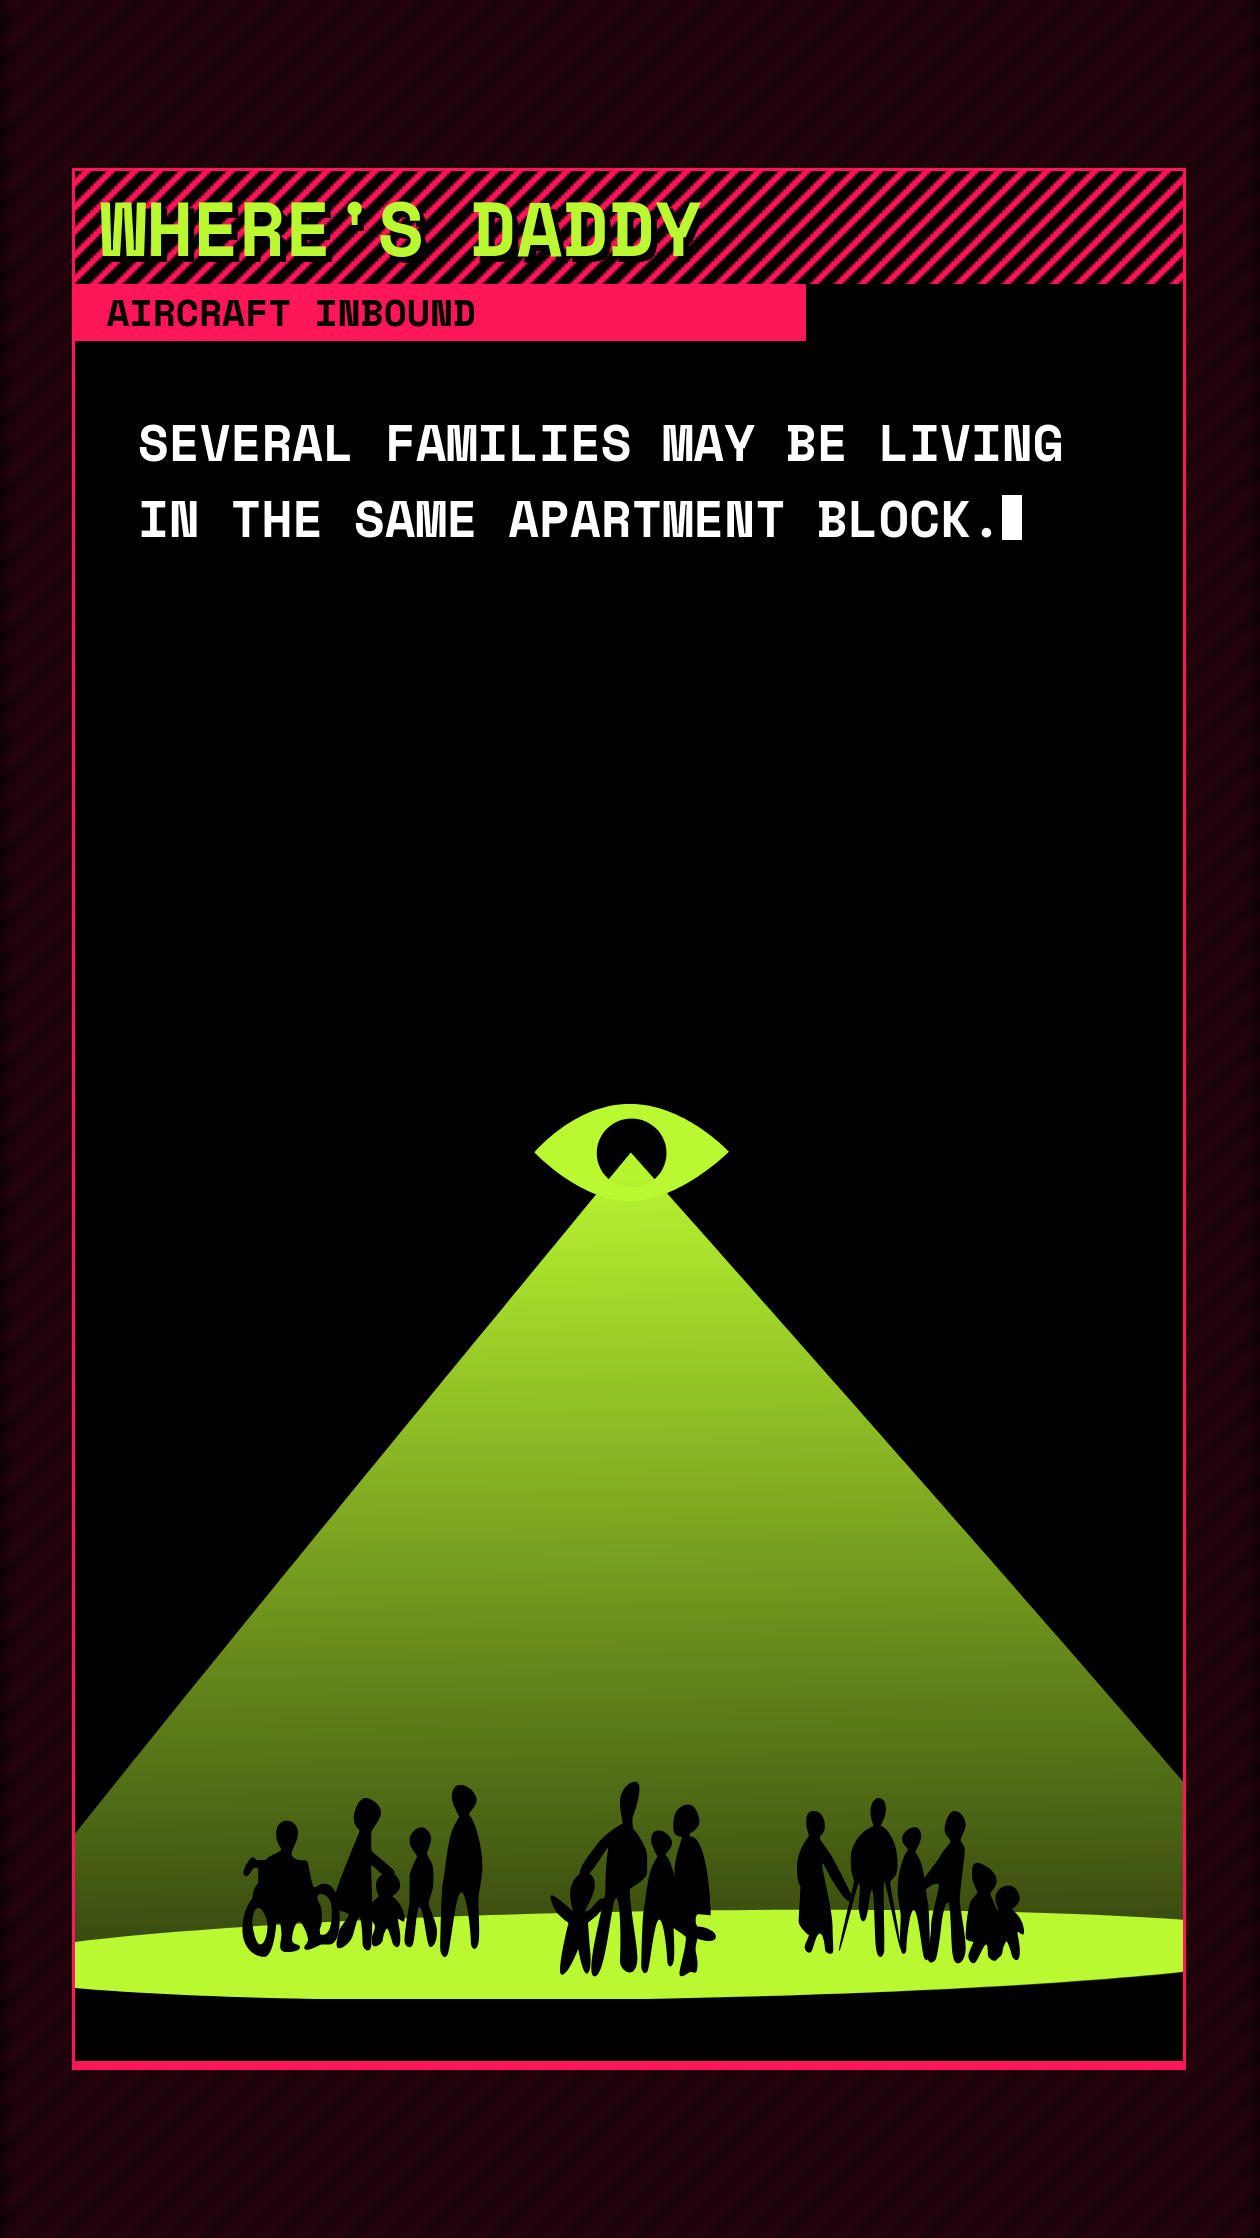 WHERE'S DADDY
AIRCRAFT INBOUND
SEVERAL FAMILIES MAY BE LIVING
IN THE SAME APARTMENT BLOCK.